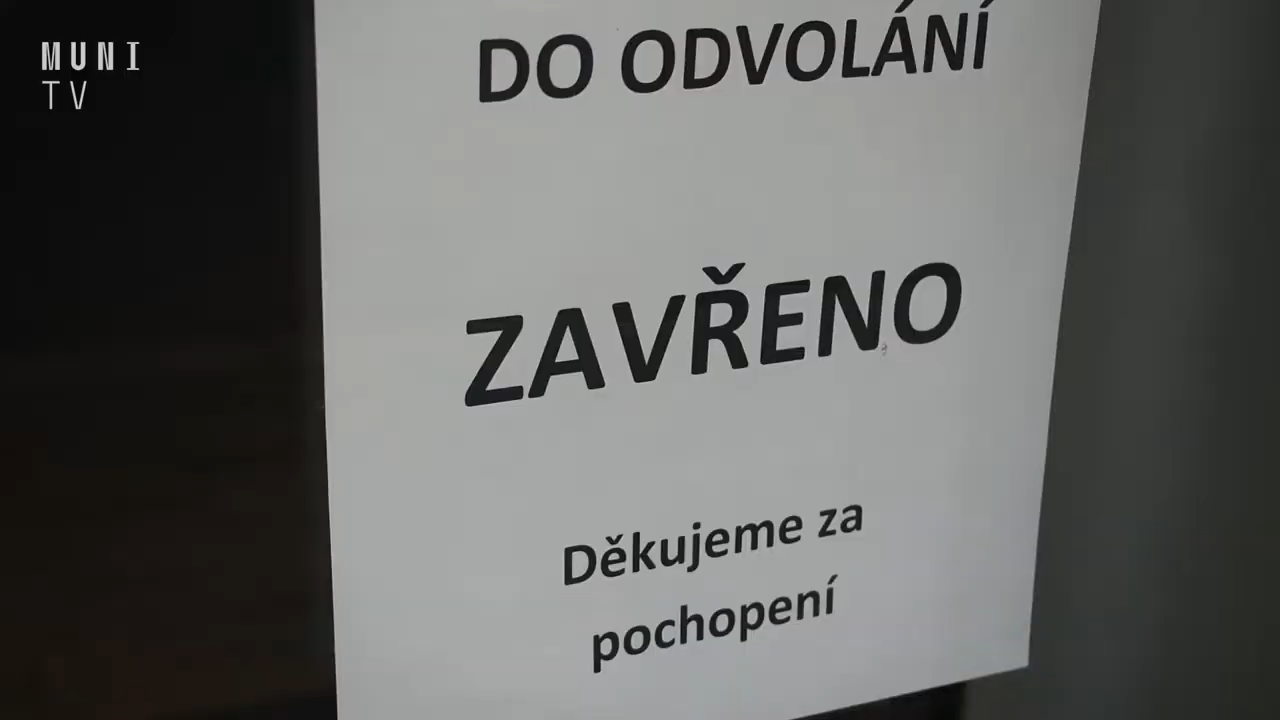 MUNI
TV
DO ODVOLÁNÍ
ZAVŘENO
Děkujeme za
pochopení